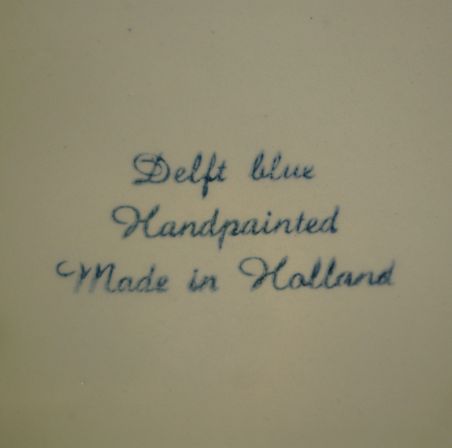 Delft blue
Handpainted
Made in Holland